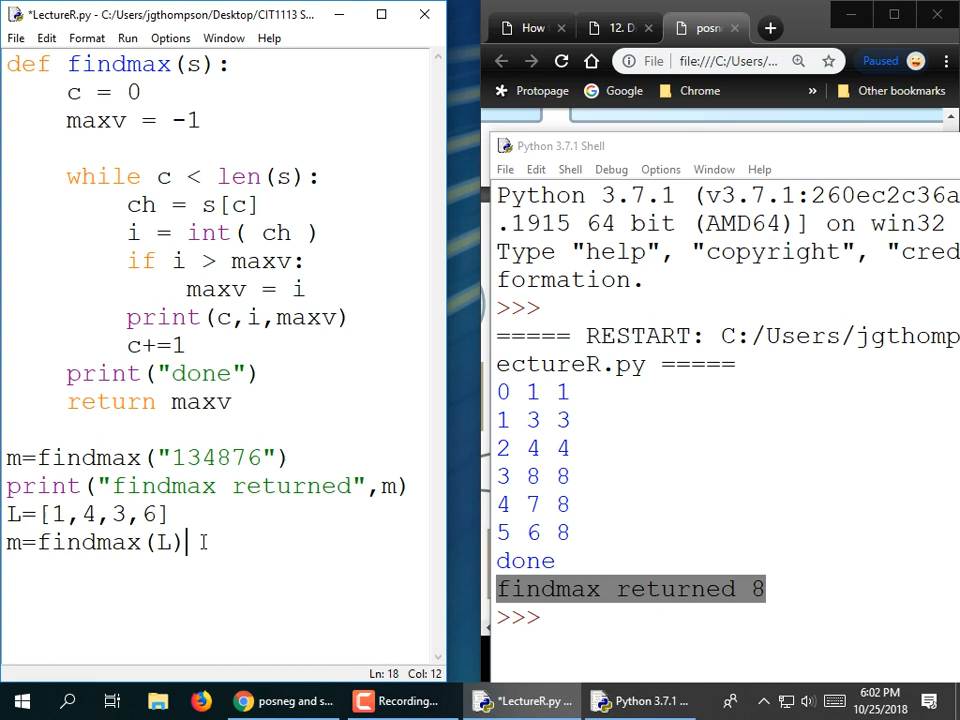 *LectureR.py - C:/Users/jgthompson/Desktop/CIT1113 S...
File Edit Format Run Options Window Help
def findmax(s):
c = 0
maxv = -1
while c < len(s):
ch = s[c]
i = int( ch )
if i > maxv:
maxv = i
print(c,i,maxv)
c+=1
print("done")
return maxv
m=findmax("134876")
print("findmax returned",m)
L=[1,4,3,6]
m=findmax(L)
Ln: 18 Col: 12
How
12. D
posn
File
file:///C:/Users/...
Paused
Protopage
Google
Chrome
»
Other bookmarks
Python 3.7.1 Shell
File Edit Shell Debug Options Window Help
Python 3.7.1 (v3.7.1:260ec2c36a
.1915 64 bit (AMD64)] on win32
Type "help", "copyright", "cred
formation.
>>>
===== RESTART: C:/Users/jgthomp
ectureR.py =====
0 1 1
1 3 3
2 4 4
3 8 8
4 7 8
5 6 8
done
findmax returned 8
>>>
posneg and s...
Recording...
*LectureR.py ...
Python 3.7.1 ...
6:02 PM
10/25/2018